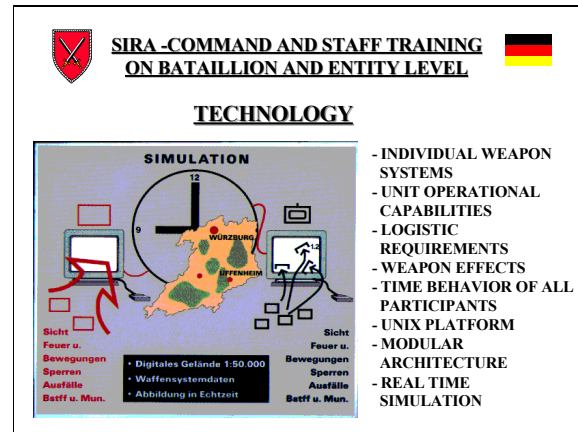 SIRA -COMMAND AND STAFF TRAINING
ON BATAILLION AND ENTITY LEVEL
TECHNOLOGY
SIMULATION
12
9
WÜRZBURG
UFFENHEIM
1.2
Sicht
Feuer u.
Bewegungen
Sperren
Ausfälle
Bstff u. Mun.
• Digitales Gelände 1:50.000
• Waffensystemdaten
• Abbildung in Echtzeit
Sicht
Feuer u.
Bewegungen
Sperren
Ausfälle
Bstff u. Mun.
- INDIVIDUAL WEAPON
SYSTEMS
- UNIT OPERATIONAL
CAPABILITIES
- LOGISTIC
REQUIREMENTS
- WEAPON EFFECTS
- TIME BEHAVIOR OF ALL
PARTICIPANTS
- UNIX PLATFORM
- MODULAR
ARCHITECTURE
- REAL TIME
SIMULATION